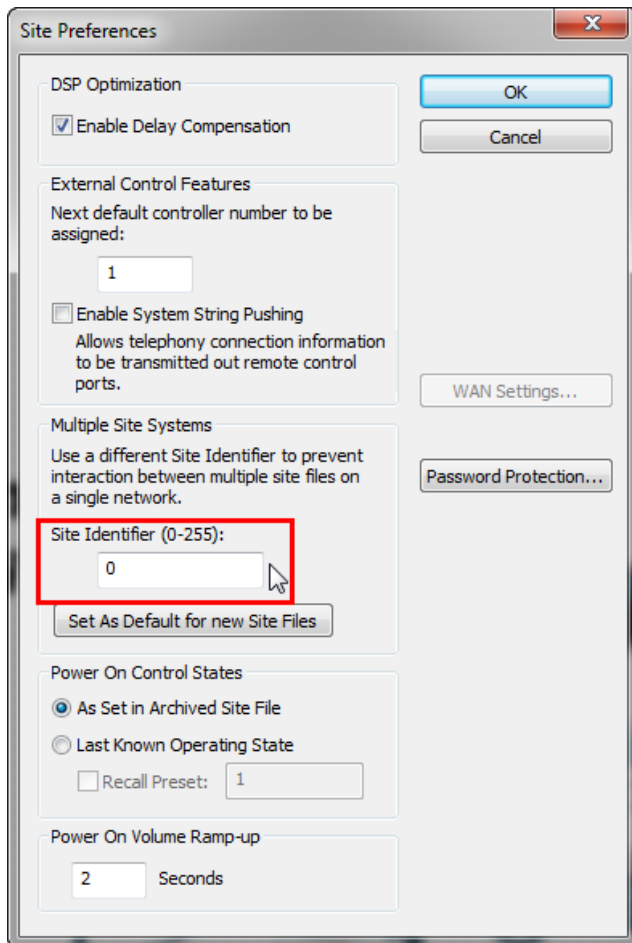 Site Preferences
DSP Optimization
Enable Delay Compensation
OK
Cancel
External Control Features
Next default controller number to be
assigned:
1
Enable System String Pushing
Allows telephony connection information
to be transmitted out remote control
ports.
WAN Settings...
Multiple Site Systems
Use a different Site Identifier to prevent
interaction between multiple site files on
a single network.
Password Protection...
Site Identifier (0-255):
0
Set As Default for new Site Files
Power On Control States
As Set in Archived Site File
Last Known Operating State
Recall Preset: 1
Power On Volume Ramp-up
2 Seconds